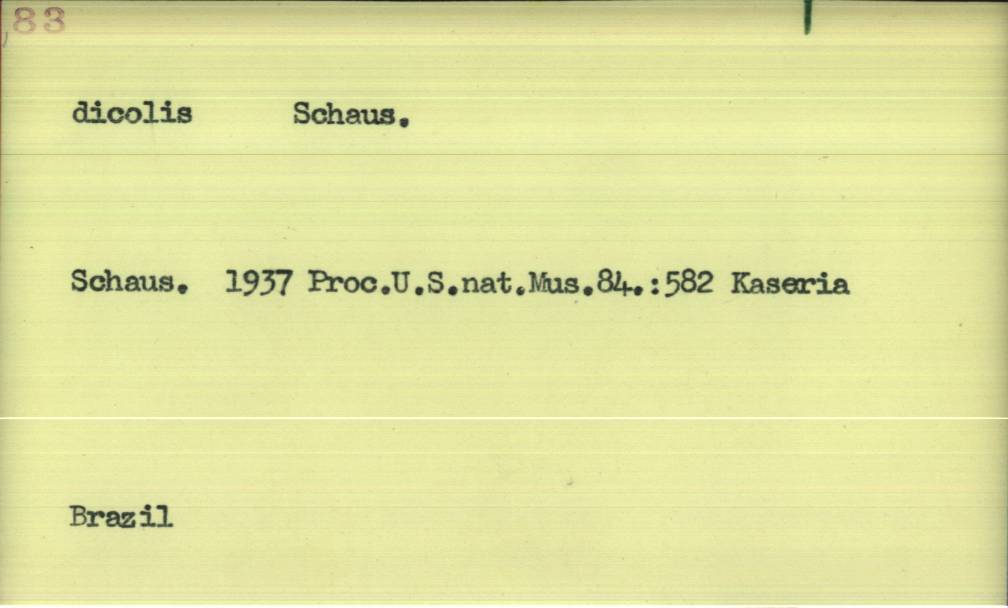 83
dicolis Schaus.
Schaus. 1937 Proc.U.S.nat.Mus.84.:582 Kaseria
Brazil